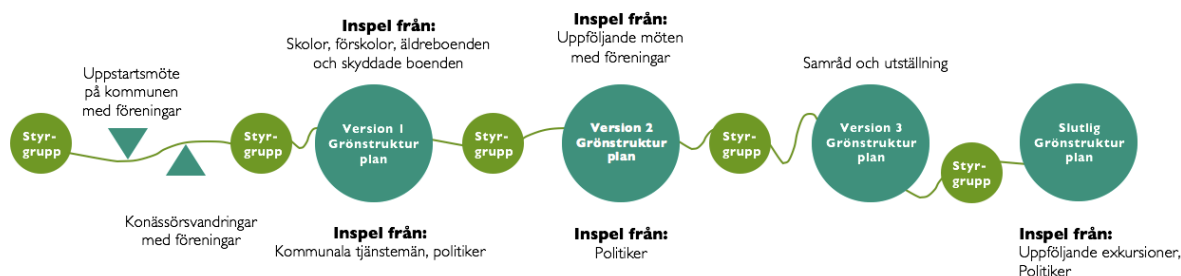 Styr-
grupp
Uppstartsmöte
på kommunen
med föreningar
Konässörsvandringar
med föreningar
Styr-
grupp
Inspel från:
Skolor, förskolor, äldreboenden
och skyddade boenden
Version 1
Grönstruktur
plan
Inspel från:
Kommunala tjänstemän, politiker
Styr-
grupp
Inspel från:
Uppföljande möten
med föreningar
Version 2
Grönstruktur
plan
Inspel från:
Politiker
Styr-
grupp
Samråd och utställning
Version 3
Grönstruktur
plan
Styr-
grupp
Slutlig
Grönstruktur
plan
Inspel från:
Uppföljande exkursioner,
Politiker